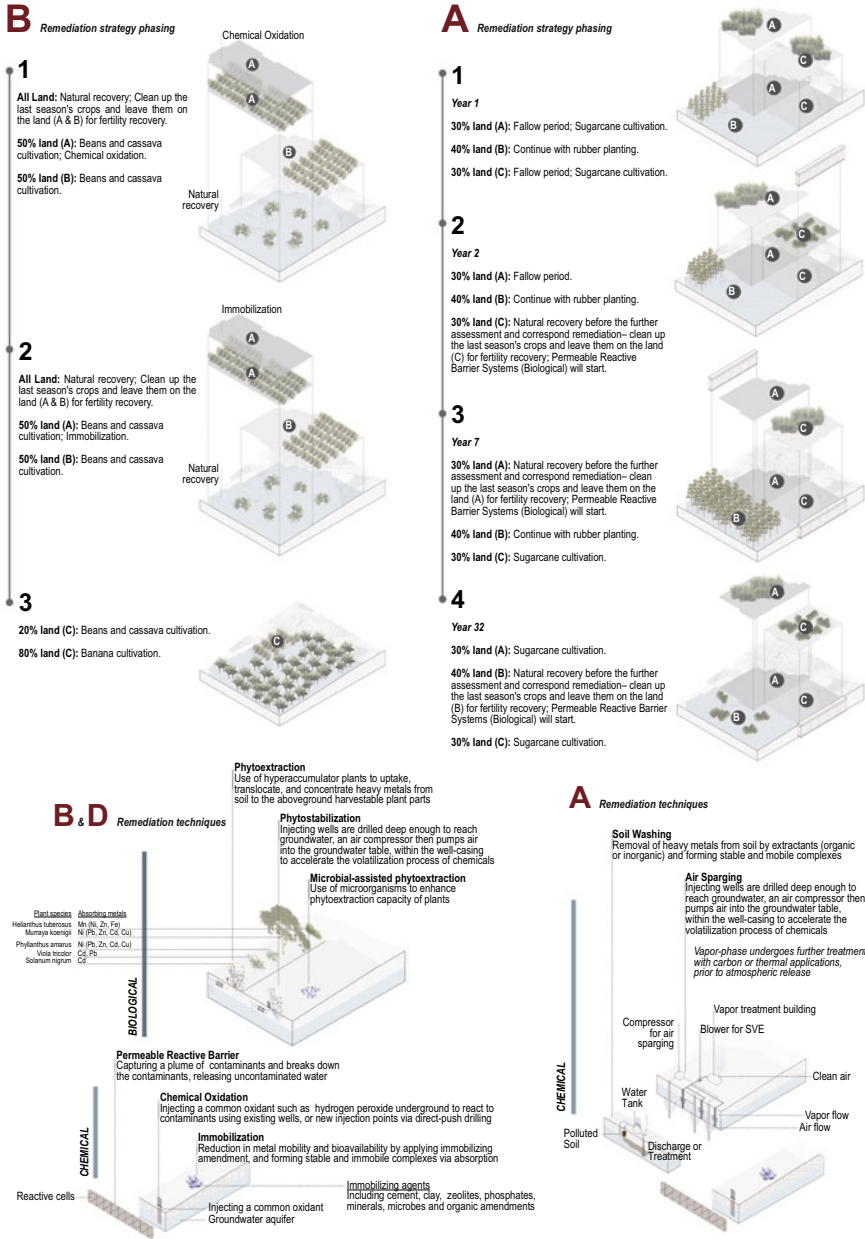 B Remediation strategy phasing
Chemical Oxidation
A
A
B
Natural
recovery
1
All Land: Natural recovery; Clean up the
last season's crops and leave them on
the land (A & B) for fertility recovery.
50% land (A): Beans and cassava
cultivation; Chemical oxidation.
50% land (B): Beans and cassava
cultivation.
Immobilization
A
A
B
Natural
recovery
2
All Land: Natural recovery; Clean up the
last season's crops and leave them on the
land (A & B) for fertility recovery.
50% land (A): Beans and cassava
cultivation; Immobilization.
50% land (B): Beans and cassava
cultivation.
3
20% land (C): Beans and cassava cultivation.
80% land (C): Banana cultivation.
C
A Remediation strategy phasing
1
Year 1
30% land (A): Fallow period; Sugarcane cultivation.
40% land (B): Continue with rubber planting.
30% land (C): Fallow period; Sugarcane cultivation.
A
C
A
C
B
2
Year 2
30% land (A): Fallow period.
40% land (B): Continue with rubber planting.
30% land (C): Natural recovery before the further
assessment and correspond remediation– clean up
the last season's crops and leave them on the land
(C) for fertility recovery; Permeable Reactive
Barrier Systems (Biological) will start.
A
C
A
C
B
3
Year 7
30% land (A): Natural recovery before the further
assessment and correspond remediation– clean
up the last season's crops and leave them on the
land (A) for fertility recovery; Permeable Reactive
Barrier Systems (Biological) will start.
40% land (B): Continue with rubber planting.
30% land (C): Sugarcane cultivation.
A
C
A
C
B
4
Year 32
30% land (A): Sugarcane cultivation.
40% land (B): Natural recovery before the further
assessment and correspond remediation– clean up
the last season's crops and leave them on the land
(B) for fertility recovery; Permeable Reactive Barrier
Systems (Biological) will start.
30% land (C): Sugarcane cultivation.
A
C
A
C
B
B & D Remediation techniques
Phytoextraction
Use of hyperaccumulator plants to uptake,
translocate, and concentrate heavy metals from
soil to the aboveground harvestable plant parts
Phytostabilization
Injecting wells are drilled deep enough to reach
groundwater, an air compressor then pumps air
into the groundwater table, within the well-casing
to accelerate the volatilization process of chemicals
Microbial-assisted phytoextraction
Use of microorganisms to enhance
phytoextraction capacity of plants
Plant species Absorbing metals
Helianthus tuberosus Mn (Ni, Zn, Fe)
Murraya koenigii Ni (Pb, Zn, Cd, Cu)
Phyllanthus amarus Ni (Pb, Zn, Cd, Cu)
Viola tricolor Cd, Pb
Solanum nigrum Cd
BIOLOGICAL
Permeable Reactive Barrier
Capturing a plume of contaminants and breaks down
the contaminants, releasing uncontaminated water
Chemical Oxidation
Injecting a common oxidant such as hydrogen peroxide underground to react to
contaminants using existing wells, or new injection points via direct-push drilling
Immobilization
Reduction in metal mobility and bioavailability by applying immobilizing
amendment, and forming stable and immobile complexes via absorption
CHEMICAL
Reactive cells
Immobilizing agents
Including cement, clay, zeolites, phosphates,
minerals, microbes and organic amendments
Injecting a common oxidant
Groundwater aquifer
A Remediation techniques
Soil Washing
Removal of heavy metals from soil by extractants (organic
or inorganic) and forming stable and mobile complexes
Air Sparging
Injecting wells are drilled deep enough to
reach groundwater, an air compressor then
pumps air into the groundwater table,
within the well-casing to accelerate the
volatilization process of chemicals
Vapor-phase undergoes further treatment
with carbon or thermal applications,
prior to atmospheric release
CHEMICAL
Vapor treatment building
Compressor
for air
sparging
Blower for SVE
Clean air
Water
Tank
Vapor flow
Air flow
Polluted
Soil
Discharge or
Treatment